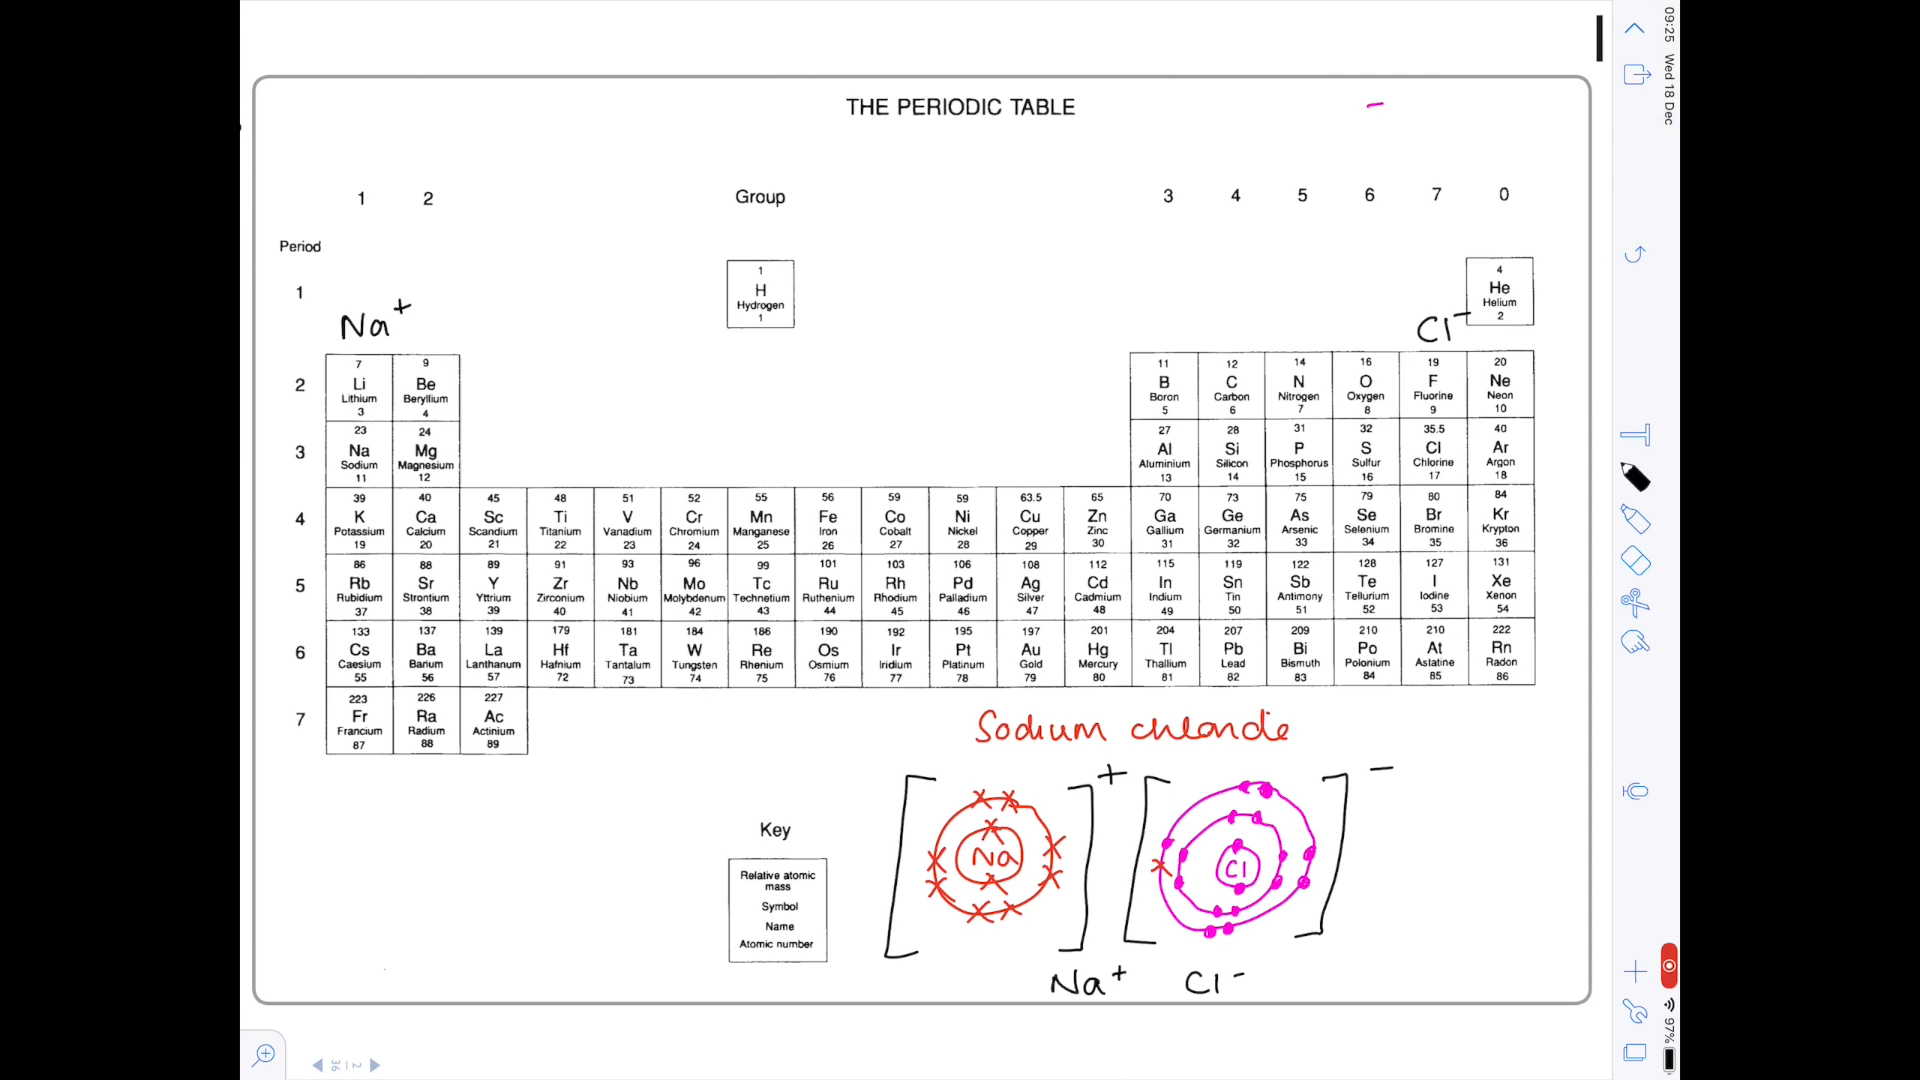 THE PERIODIC TABLE
1 2 Group 3 4 5 6 7 0
Period
1
1
H
Hydrogen
1
4
He
Helium
2
Na+
Cl−
2
7 9 11 12 14 16 19 20
Li Be B C N O F Ne
Lithium Beryllium Boron Carbon Nitrogen Oxygen Fluorine Neon
3 4 5 6 7 8 9 10
3
23 24 27 28 31 32 35.5 40
Na Mg Al Si P S Cl Ar
Sodium Magnesium Aluminium Silicon Phosphorus Sulfur Chlorine Argon
11 12 13 14 15 16 17 18
4
39 40 45 48 51 52 55 56 59 59 63.5 65 70 73 75 79 80 84
K Ca Sc Ti V Cr Mn Fe Co Ni Cu Zn Ga Ge As Se Br Kr
Potassium Calcium Scandium Titanium Vanadium Chromium Manganese Iron Cobalt Nickel Copper Zinc Gallium Germanium Arsenic Selenium Bromine Krypton
19 20 21 22 23 24 25 26 27 28 29 30 31 32 33 34 35 36
5
86 88 89 91 93 96 99 101 103 106 108 112 115 119 122 128 127 131
Rb Sr Y Zr Nb Mo Tc Ru Rh Pd Ag Cd In Sn Sb Te I Xe
Rubidium Strontium Yttrium Zirconium Niobium Molybdenum Technetium Ruthenium Rhodium Palladium Silver Cadmium Indium Tin Antimony Tellurium Iodine Xenon
37 38 39 40 41 42 43 44 45 46 47 48 49 50 51 52 53 54
6
133 137 139 179 181 184 186 190 192 195 197 201 204 207 209 210 210 222
Cs Ba La Hf Ta W Re Os Ir Pt Au Hg Tl Pb Bi Po At Rn
Caesium Barium Lanthanum Hafnium Tantalum Tungsten Rhenium Osmium Iridium Platinum Gold Mercury Thallium Lead Bismuth Polonium Astatine Radon
55 56 57 72 73 74 75 76 77 78 79 80 81 82 83 84 85 86
7
223 226 227
Fr Ra Ac
Francium Radium Actinium
87 88 89
Sodium chloride
Na +
Cl −
Key
Relative atomic
mass
Symbol
Name
Atomic number
Na+ Cl−
09:25 Wed 18 Dec
97%
2 | 36